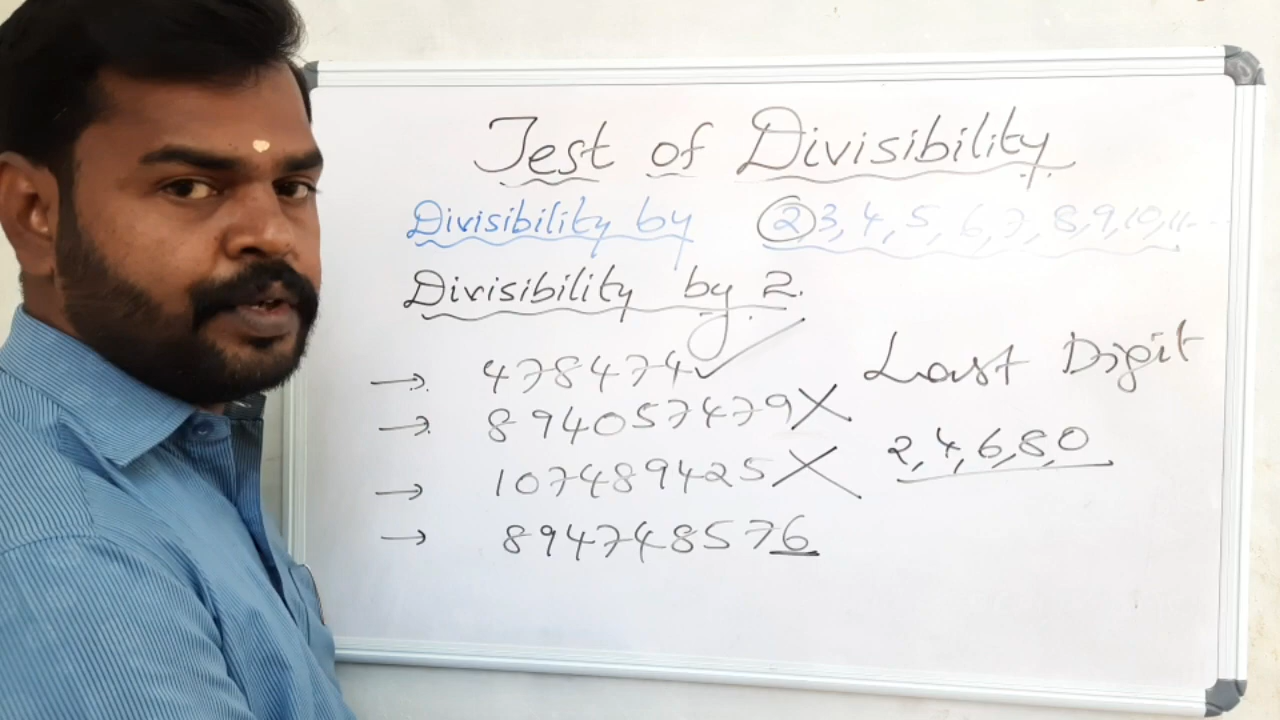 Test of Divisibility
Divisibility by 2, 3, 4, 5, 6, 7, 8, 9, 10, 11...
Divisibility by 2.
→ 478474 ✓
→ 894057479 X
→ 107489425 X
→ 894748576
Last Digit
2, 4, 6, 8, 0